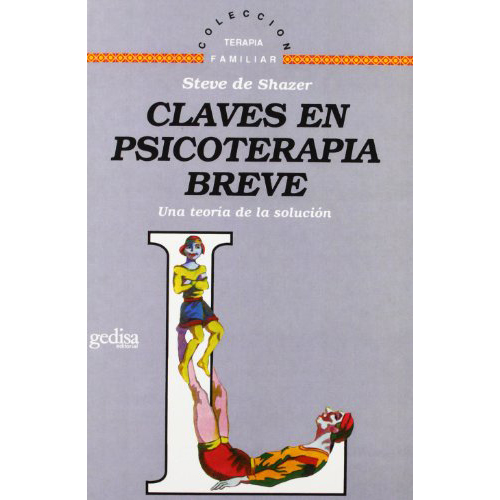 COLECCION
TERAPIA
FAMILIAR
Steve de Shazer
CLAVES EN
PSICOTERAPIA
BREVE
Una teoría de la solución
L
gedisa
editorial